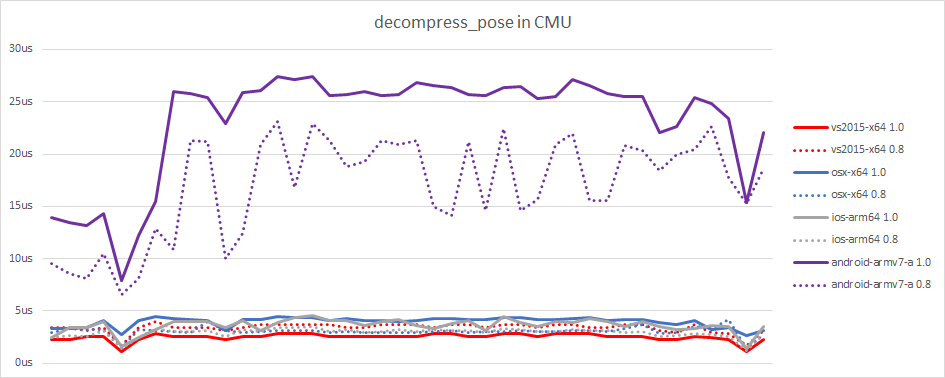 decompress_pose in CMU
30us
25us
20us
15us
10us
5us
0us
vs2015-x64 1.0
vs2015-x64 0.8
osx-x64 1.0
osx-x64 0.8
ios-arm64 1.0
ios-arm64 0.8
android-armv7-a 1.0
android-armv7-a 0.8